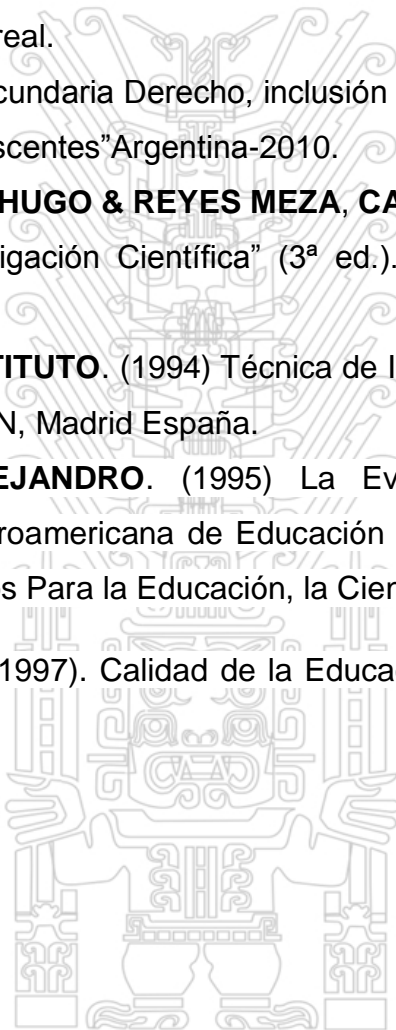 real.
cundaria Derecho, inclusión
scentes”Argentina-2010.
HUGO & REYES MEZA, CA
igación Científica” (3ª ed.).
TITUTO. (1994) Técnica de I
N, Madrid España.
EJANDRO. (1995) La Ev
roamericana de Educación
s Para la Educación, la Cien
1997). Calidad de la Educa